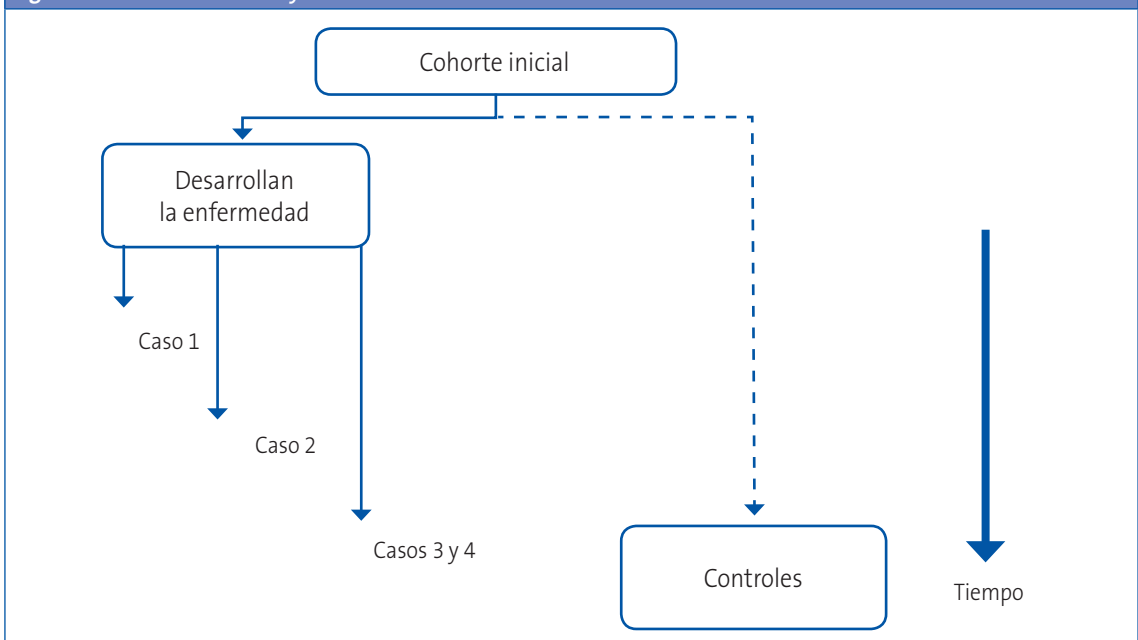 Cohorte inicial
Desarrollan
la enfermedad
Caso 1
Caso 2
Casos 3 y 4
Controles
Tiempo